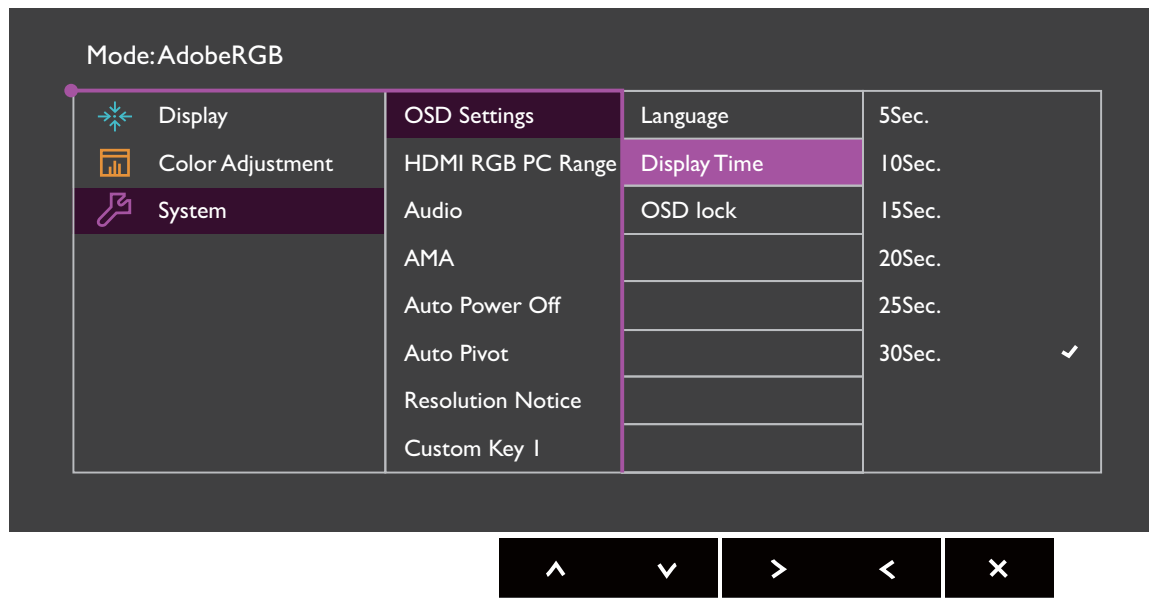 Mode: AdobeRGB
Display
Color Adjustment
System
OSD Settings
HDMI RGB PC Range
Audio
AMA
Auto Power Off
Auto Pivot
Resolution Notice
Custom Key 1
Language
Display Time
OSD lock
5Sec.
10Sec.
15Sec.
20Sec.
25Sec.
30Sec.